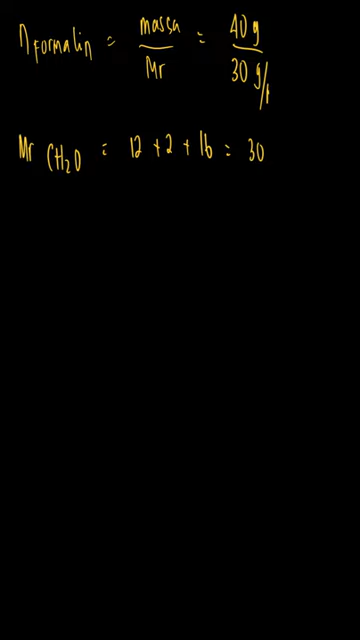 n formalin = massa / Mr = 40 g / 30 g/
Mr CH2O = 12 + 2 + 16 = 30